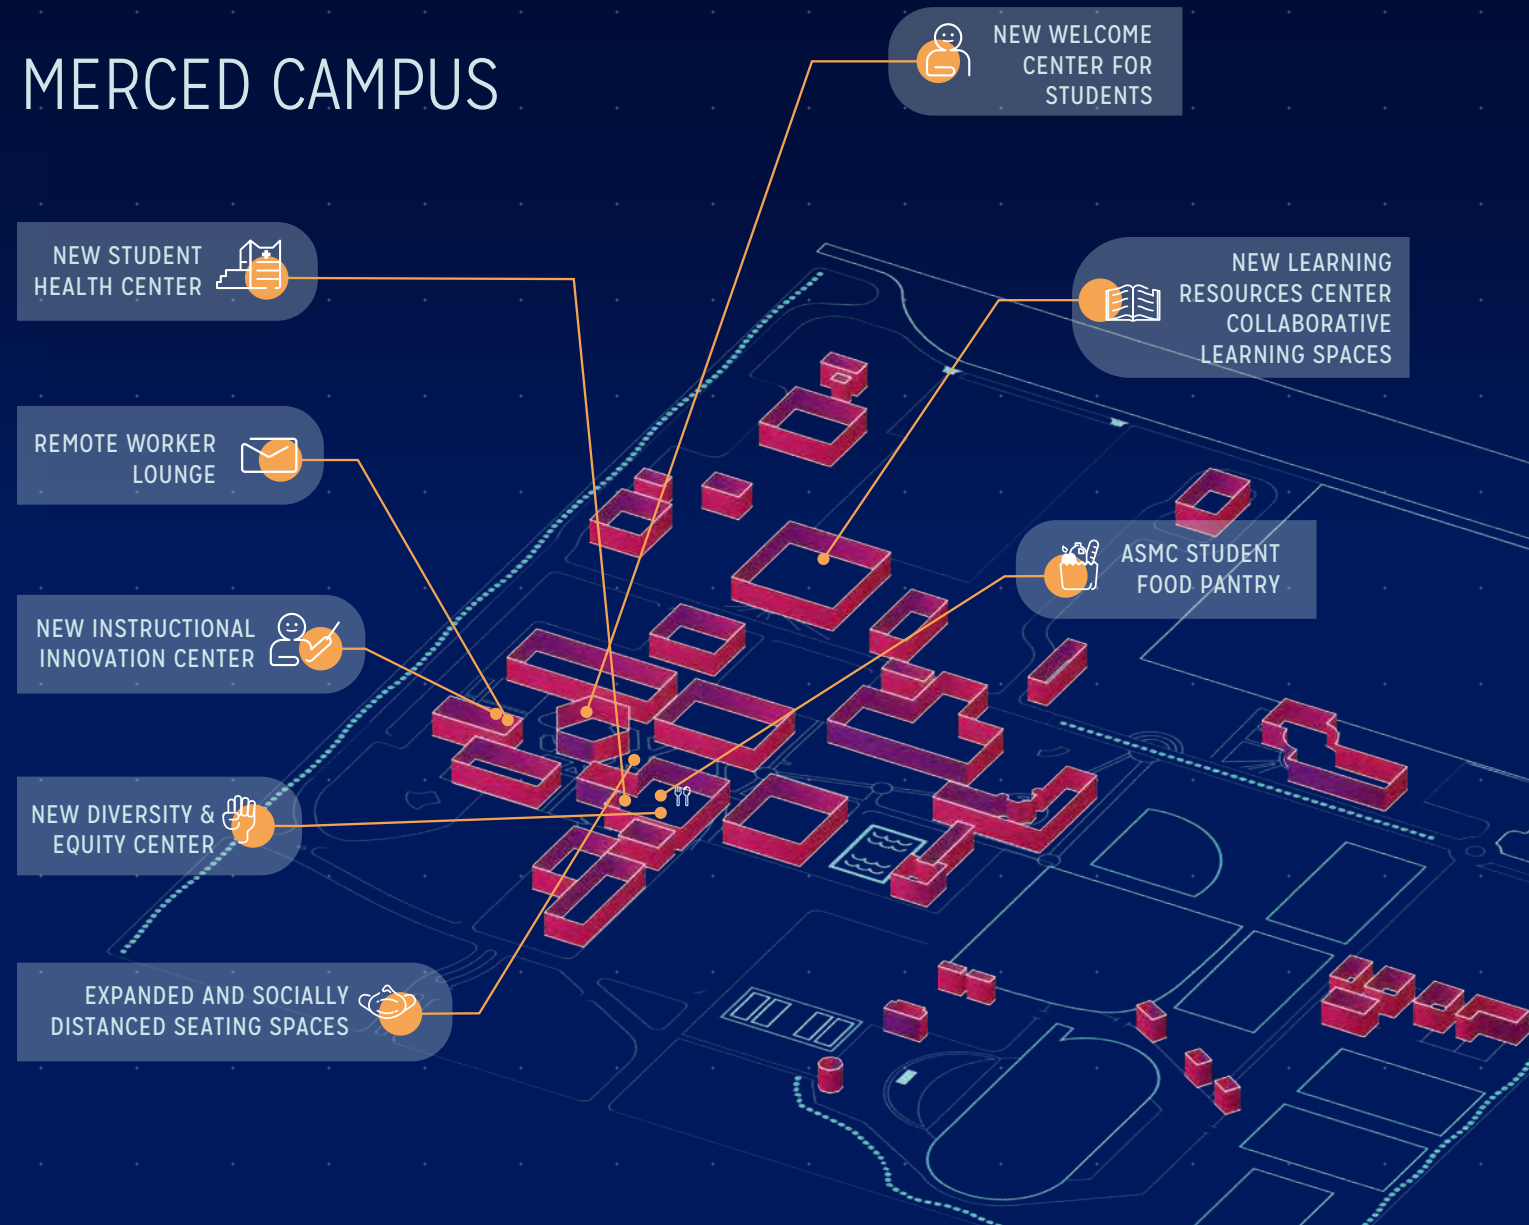 MERCED CAMPUS
NEW WELCOME
CENTER FOR
STUDENTS
NEW STUDENT
HEALTH CENTER
NEW LEARNING
RESOURCES CENTER
COLLABORATIVE
LEARNING SPACES
REMOTE WORKER
LOUNGE
ASMC STUDENT
FOOD PANTRY
NEW INSTRUCTIONAL
INNOVATION CENTER
NEW DIVERSITY &
EQUITY CENTER
EXPANDED AND SOCIALLY
DISTANCED SEATING SPACES